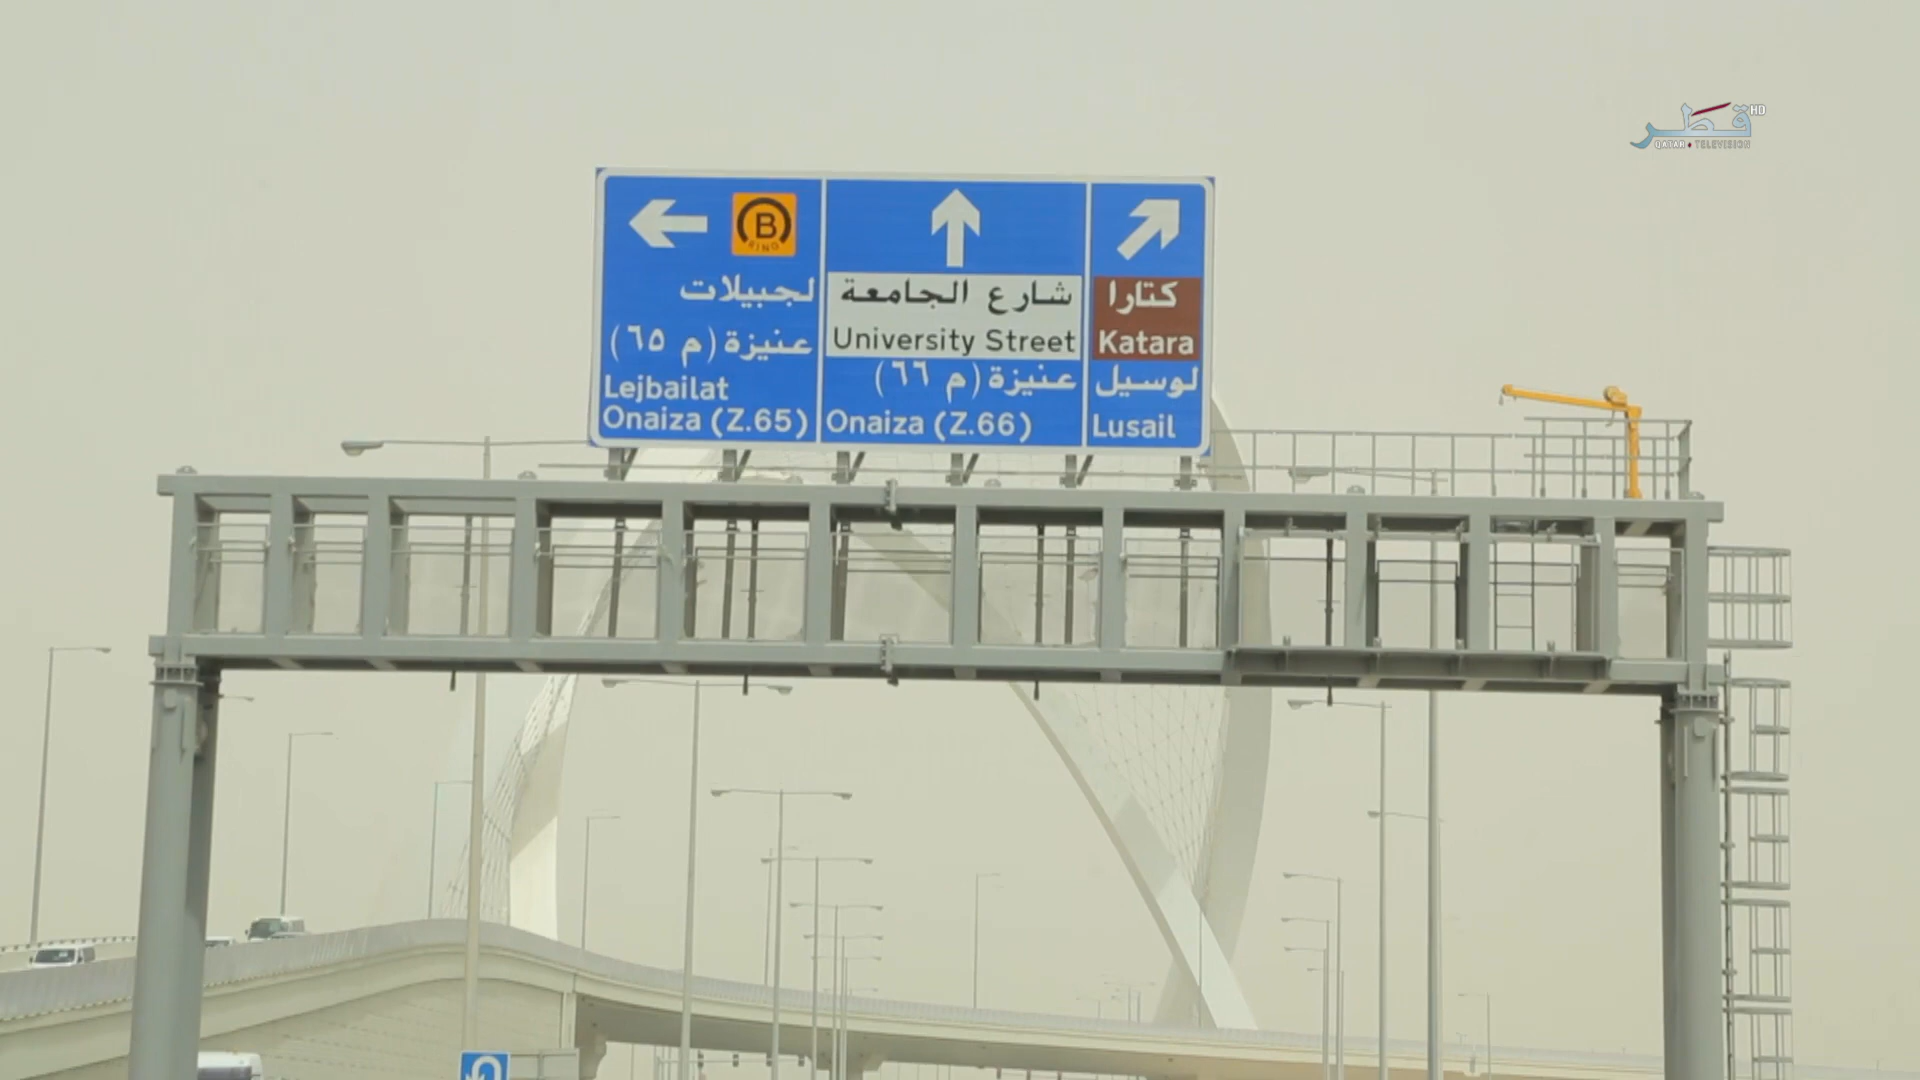 قطر HD
QATAR TELEVISION
B
RING
لجبيلات
عنيزة (م ٦٥)
Lejbailat
Onaiza (Z.65)
شارع الجامعة
University Street
عنيزة (م ٦٦)
Onaiza (Z.66)
كتارا
Katara
لوسيل
Lusail